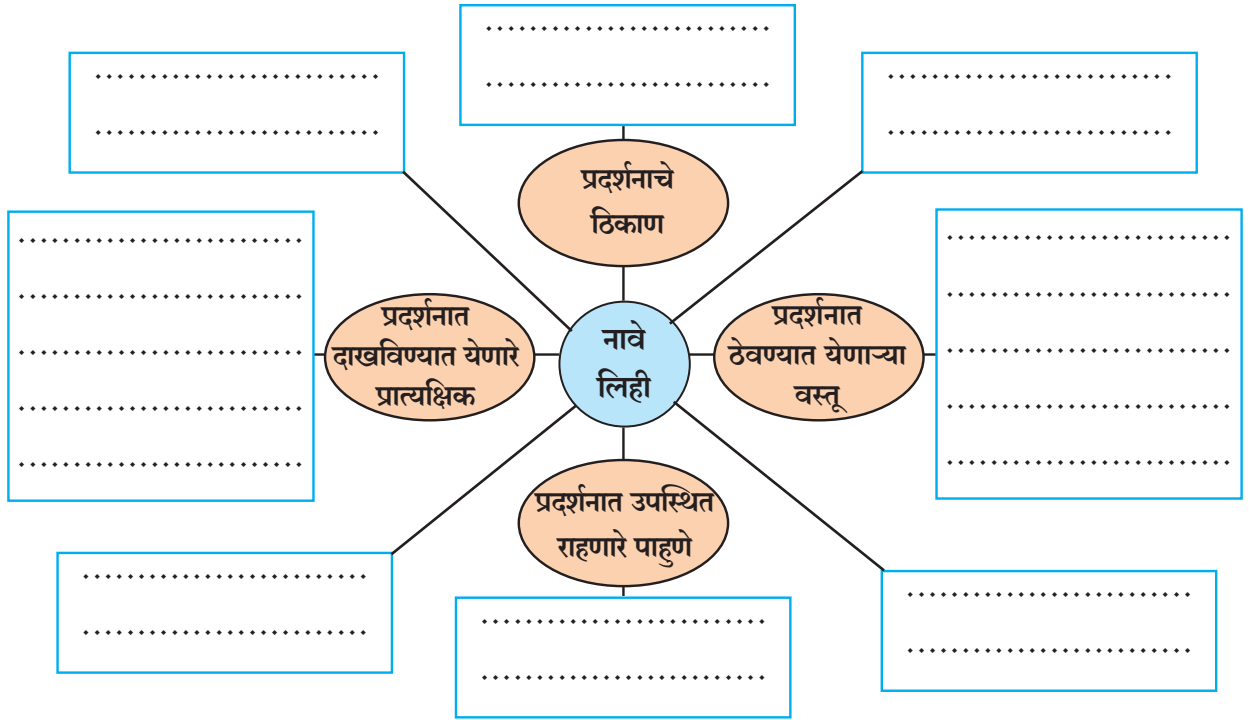 प्रदर्शनाचे
ठिकाण
प्रदर्शनात
दाखविण्यात येणारे
प्रात्यक्षिक
नावे
लिही
प्रदर्शनात
ठेवण्यात येणाऱ्या
वस्तू
प्रदर्शनात उपस्थित
राहणारे पाहुणे